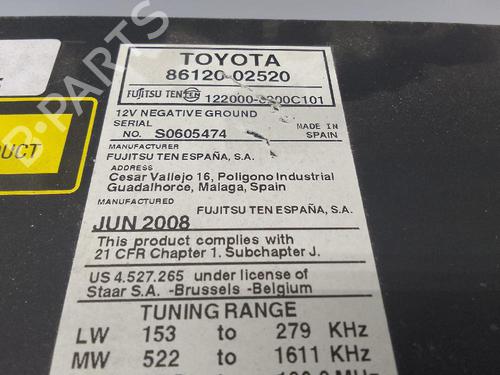 TOYOTA
86120-02520
FUJITSU TEN TEN
12V NEGATIVE GROUND
SERIAL
NO. S0605474
MADE IN
SPAIN
MANUFACTURER
FUJITSU TEN ESPAÑA, S.A.
ADDRESS
Cesar Vallejo 16, Poligono Industrial
Guadalhorce, Malaga, Spain
MANUFACTURED
FUJITSU TEN ESPAÑA, S.A.
JUN 2008
This product complies with
21 CFR Chapter 1. Subchapter J.
US 4.527.265 under license of
Staar S.A. -Brussels -Belgium
TUNING RANGE
LW 153 to 279 KHz
MW 522 to 1611 KHz
B-PARTS